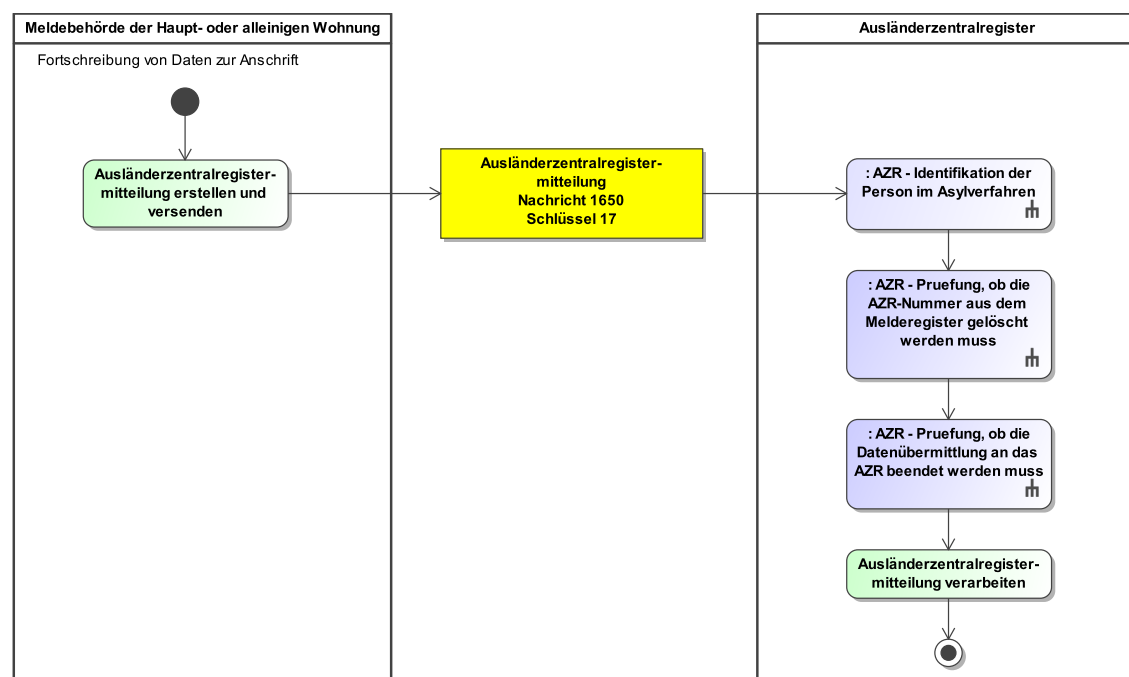 Meldebehörde der Haupt- oder alleinigen Wohnung
Fortschreibung von Daten zur Anschrift
Ausländerzentralregister-
mitteilung erstellen und
versenden
Ausländerzentralregister-
mitteilung
Nachricht 1650
Schlüssel 17
Ausländerzentralregister
: AZR - Identifikation der
Person im Asylverfahren
: AZR - Pruefung, ob die
AZR-Nummer aus dem
Melderegister gelöscht
werden muss
: AZR - Pruefung, ob die
Datenübermittlung an das
AZR beendet werden muss
Ausländerzentralregister-
mitteilung verarbeiten